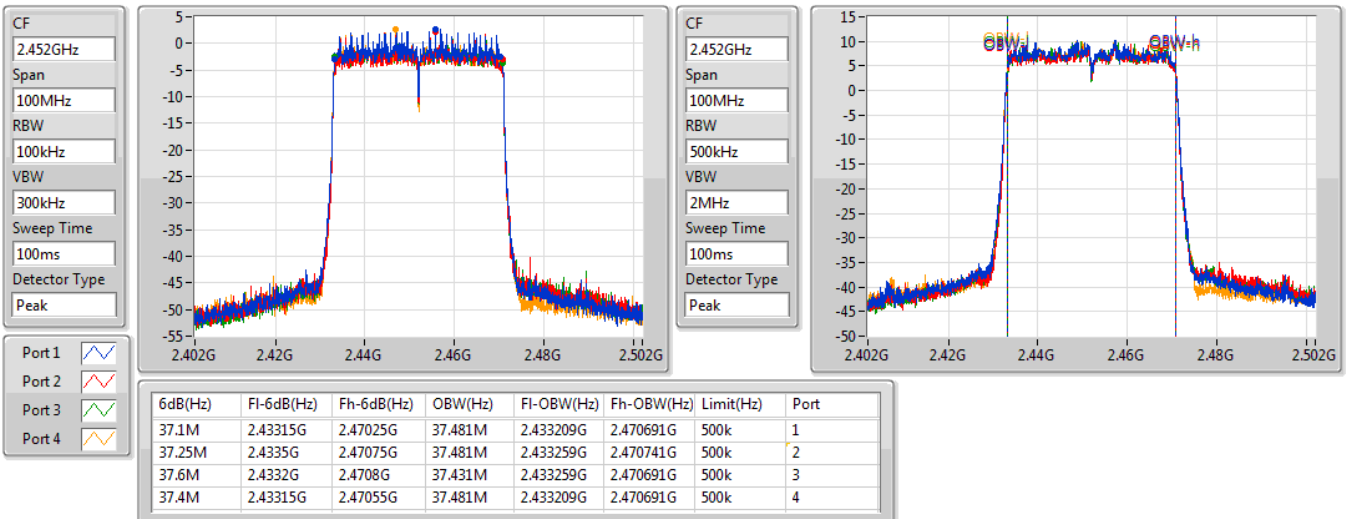 CF
2.452GHz
Span
100MHz
RBW
100kHz
VBW
300kHz
Sweep Time
100ms
Detector Type
Peak
5
0
-5
-10
-15
-20
-25
-30
-35
-40
-45
-50
-55
2.402G 2.42G 2.44G 2.46G 2.48G 2.502G
CF
2.452GHz
Span
100MHz
RBW
500kHz
VBW
2MHz
Sweep Time
100ms
Detector Type
Peak
15
10
5
0
-5
-10
-15
-20
-25
-30
-35
-40
-45
-50
OBW-l OBW-h
2.402G 2.42G 2.44G 2.46G 2.48G 2.502G
Port 1
Port 2
Port 3
Port 4
6dB(Hz) Fl-6dB(Hz) Fh-6dB(Hz) OBW(Hz) Fl-OBW(Hz) Fh-OBW(Hz) Limit(Hz) Port
37.1M 2.43315G 2.47025G 37.481M 2.433209G 2.470691G 500k 1
37.25M 2.4335G 2.47075G 37.481M 2.433259G 2.470741G 500k 2
37.6M 2.4332G 2.4708G 37.431M 2.433259G 2.470691G 500k 3
37.4M 2.43315G 2.47055G 37.481M 2.433209G 2.470691G 500k 4